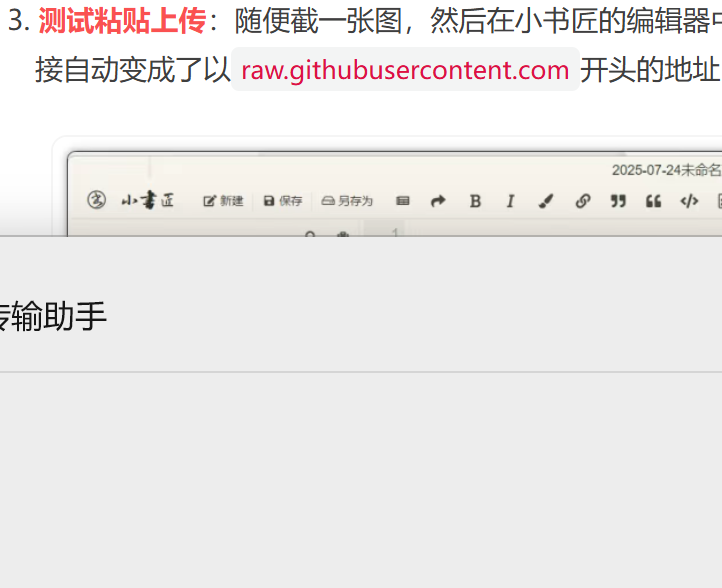 3. 测试粘贴上传：随便截一张图，然后在小书匠的编辑器中
接自动变成了以 raw.githubusercontent.com 开头的地址
2025-07-24未命名
小书匠 新建 保存 另存为 B I </>
1
传输助手